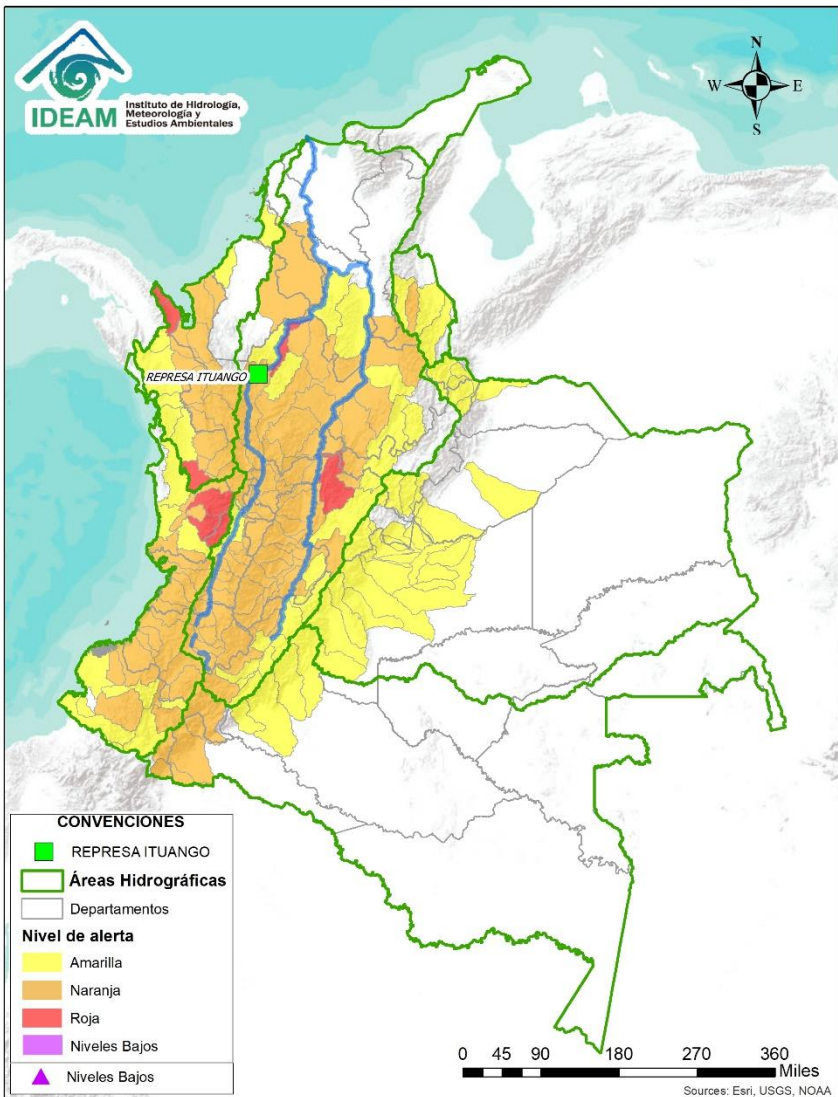 IDEAM
Instituto de Hidrología,
Meteorología y
Estudios Ambientales
N
W
E
S
REPRESA ITUANGO
CONVENCIONES
REPRESA ITUANGO
Áreas Hidrográficas
Departamentos
Nivel de alerta
Amarilla
Naranja
Roja
Niveles Bajos
Niveles Bajos
0 45 90 180 270 360
Miles
Sources: Esri, USGS, NOAA